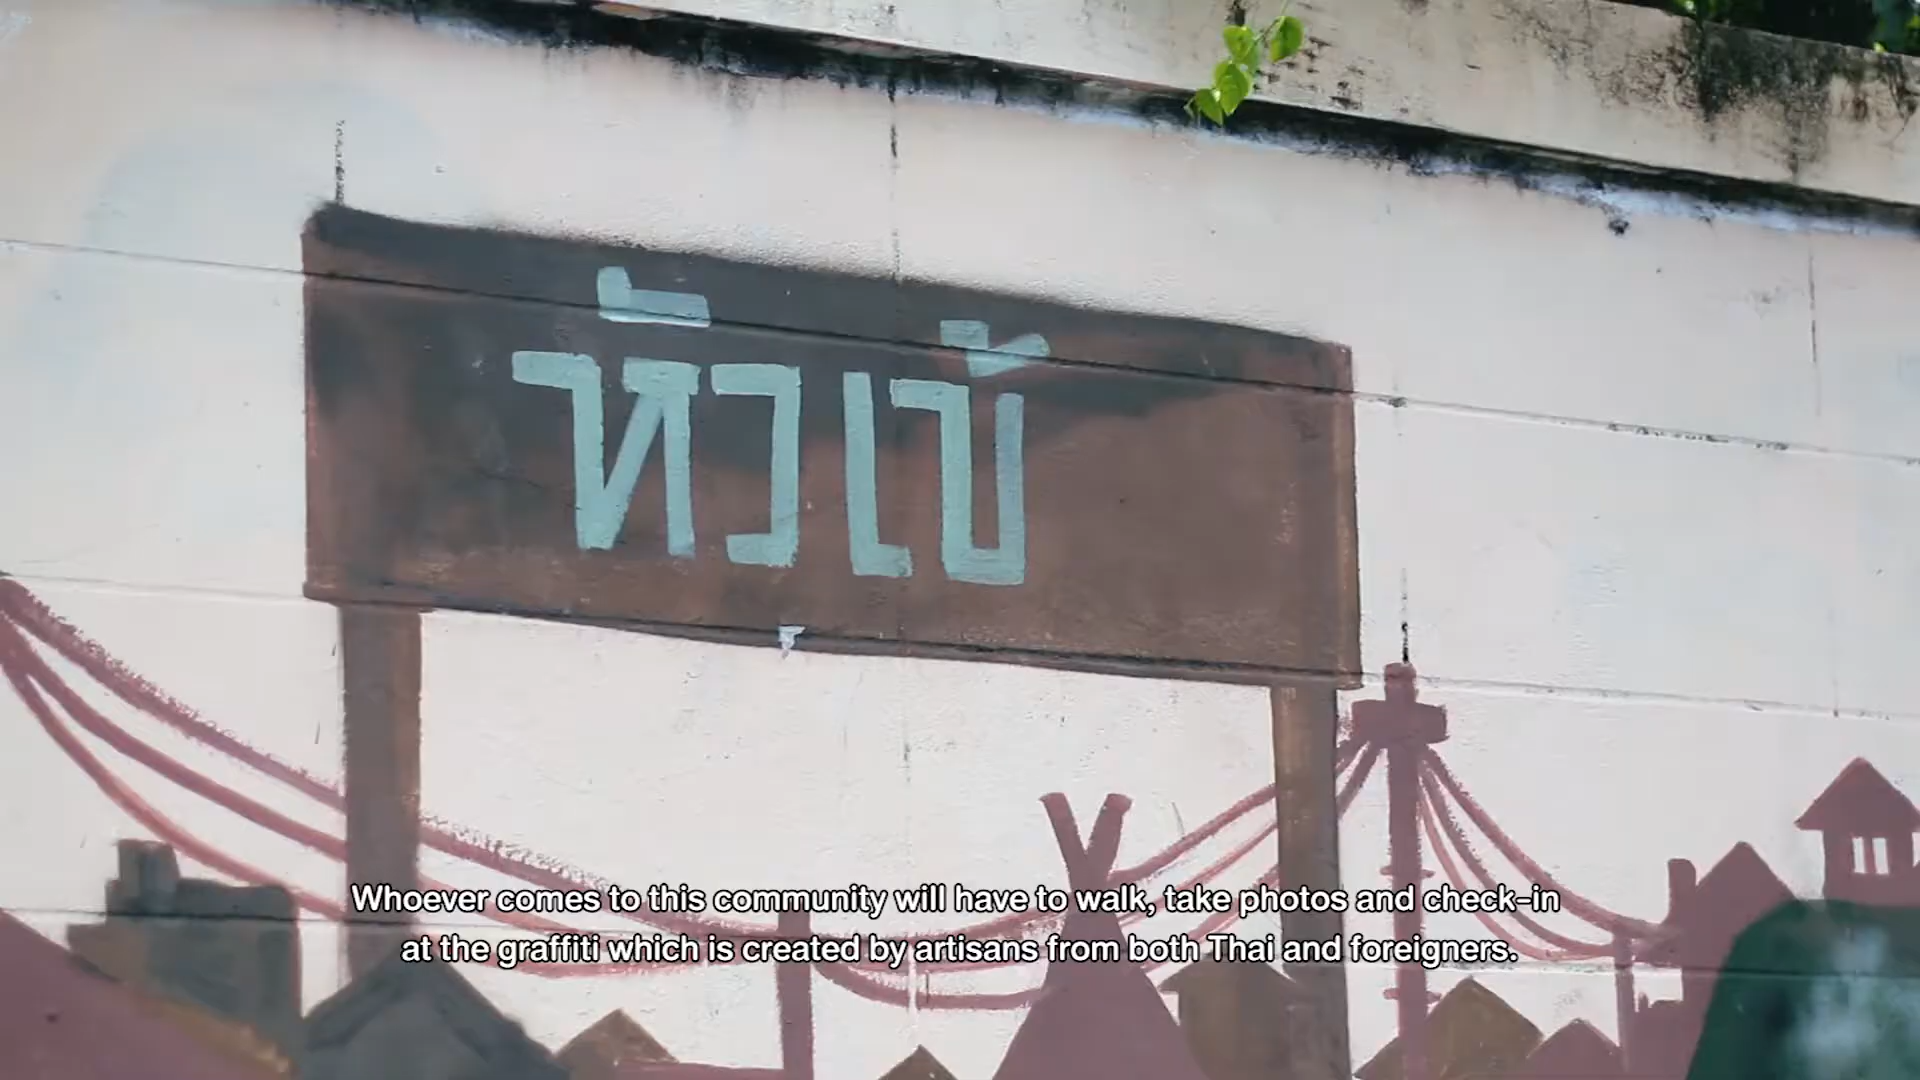 หัวเข้
Whoever comes to this community will have to walk, take photos and check-in
at the graffiti which is created by artisans from both Thai and foreigners.